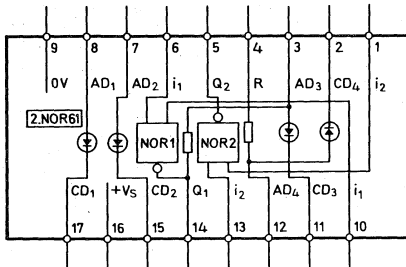 9 8 7 6 5 4 3 2 1
0V AD₁ AD₂ i₁ Q₂ R AD₃ CD₄ i₂
2.NOR61
NOR1 NOR2
CD₁ +Vs CD₂ Q₁ i₂ AD₄ CD₃ i₁
17 16 15 14 13 12 11 10